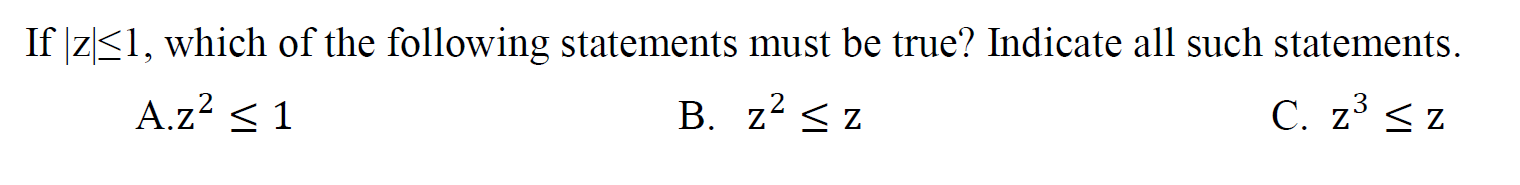 If |z|≤1, which of the following statements must be true? Indicate all such statements.
A.z² ≤ 1 B. z² ≤ z C. z³ ≤ z